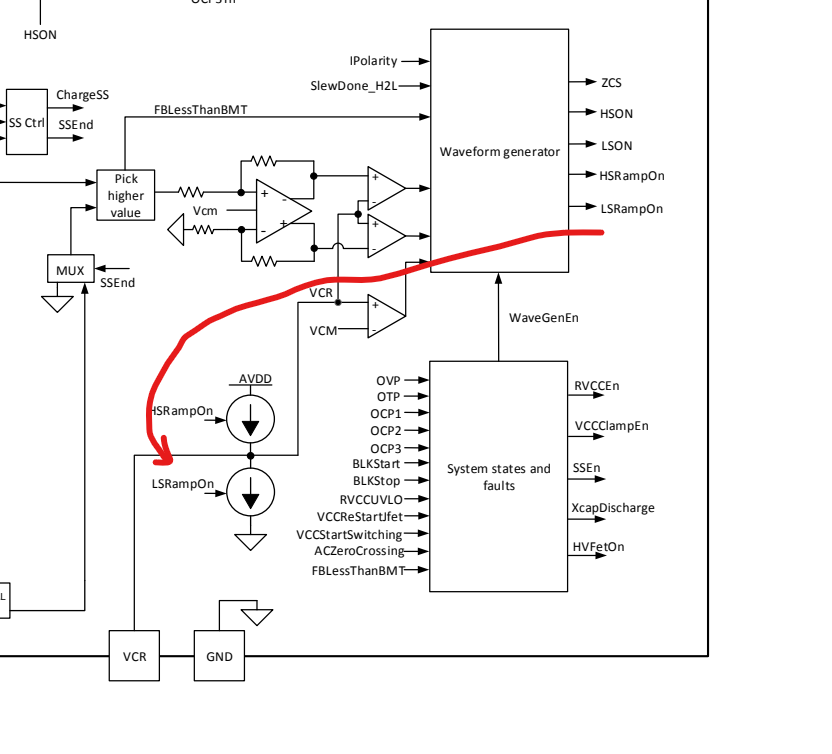 HSON
IPolarity
SlewDone_H2L
ChargeSS
SS Ctrl
SSEnd
FBLessThanBMT
Waveform generator
ZCS
HSON
LSON
HSRampOn
LSRampOn
Pick
higher
value
Vcm
+
-
-
+
+
-
+
-
MUX
SSEnd
VCR
+
VCM
-
WaveGenEn
AVDD
HSRampOn
LSRampOn
OVP
OTP
OCP1
OCP2
OCP3
BLKStart
BLKStop
RVCCUVLO
VCCReStartJfet
VCCStartSwitching
ACZeroCrossing
FBLessThanBMT
System states and
faults
RVCCEn
VCCClampEn
SSEn
XcapDischarge
HVFetOn
L
VCR
GND